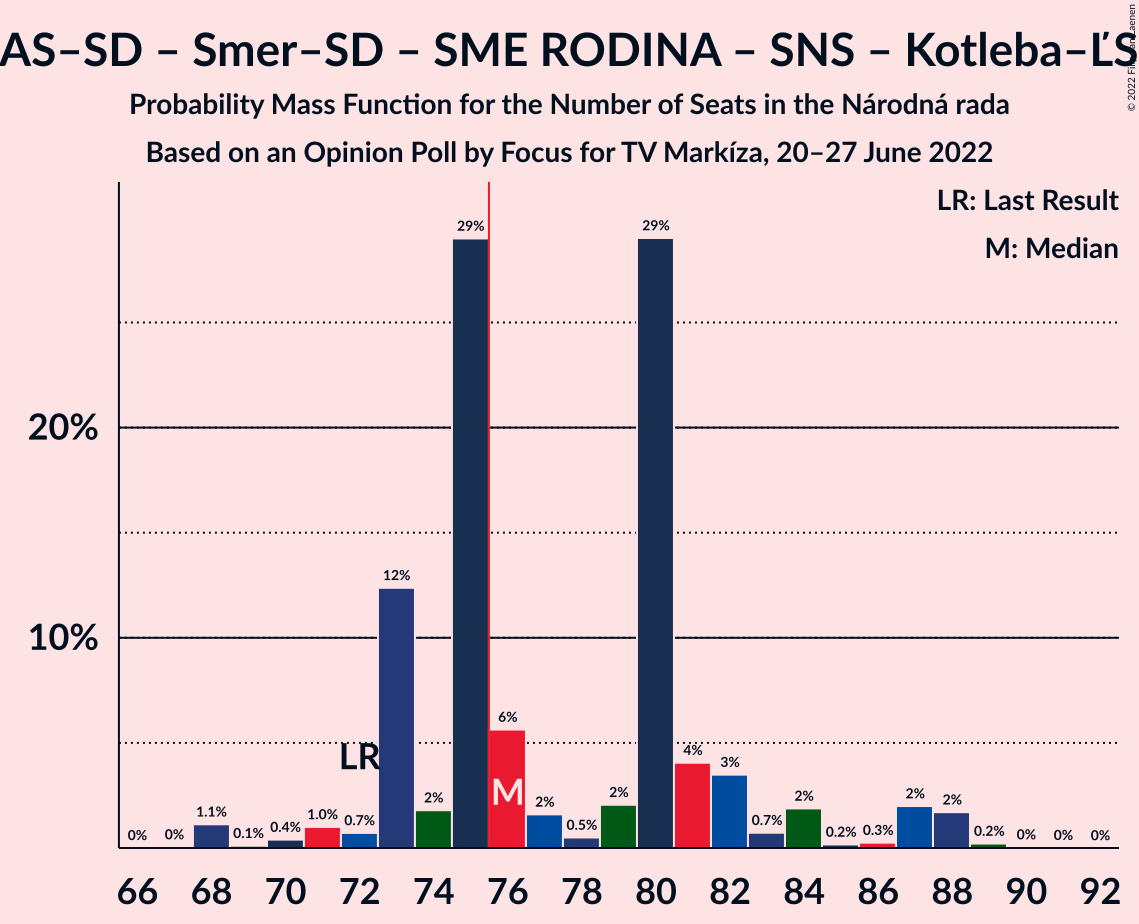 AS–SD – Smer–SD – SME RODINA – SNS – Kotleba–ĽS
Probability Mass Function for the Number of Seats in the Národná rada
Based on an Opinion Poll by Focus for TV Markíza, 20–27 June 2022
LR: Last Result
M: Median
29% 29%
20%
12%
10%
6%
LR
4%
3%
M
0% 0% 1.1% 0.1% 0.4% 1.0% 0.7% 2% 2% 0.5% 2% 0.7% 2% 0.2% 0.3% 2% 2% 0.2% 0% 0% 0%
66 68 70 72 74 76 78 80 82 84 86 88 90 92
© 2022